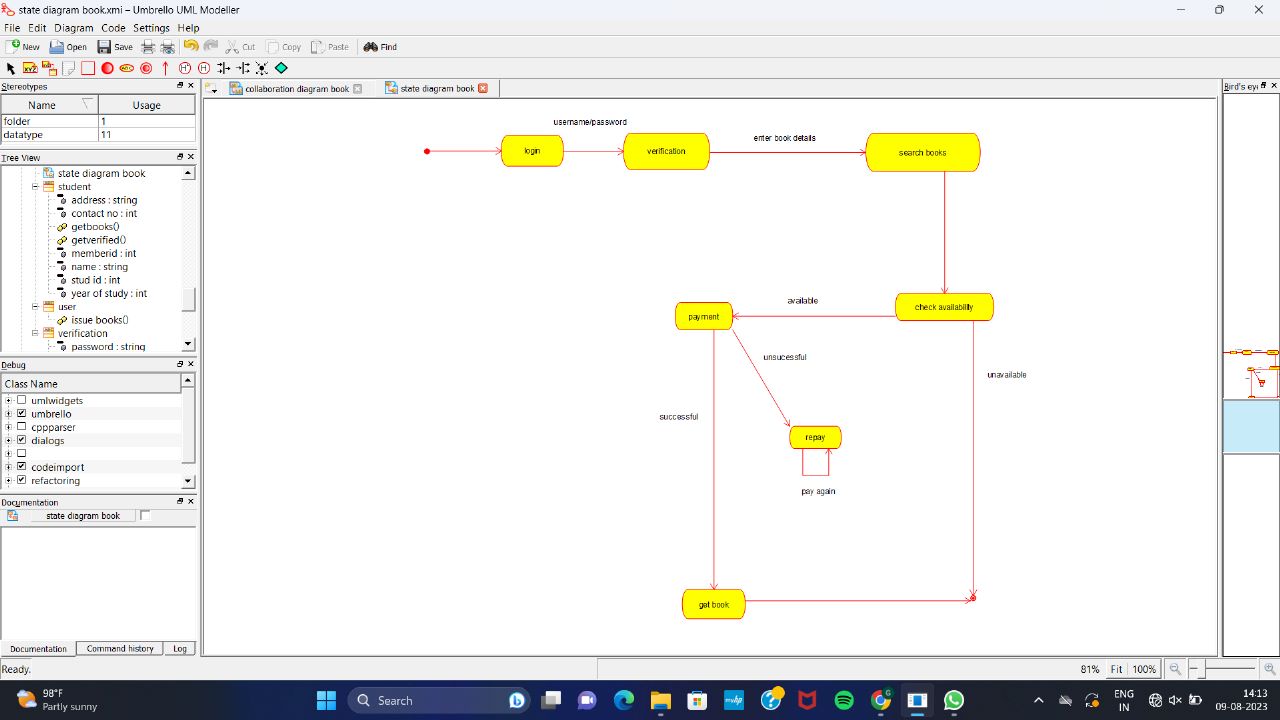 state diagram book.xmi – Umbrello UML Modeller
File Edit Diagram Code Settings Help
New Open Save Cut Copy Paste Find
Stereotypes
Name Usage
folder 1
datatype 11
Tree View
state diagram book
student
address : string
contact no : int
getbooks()
getverified()
memberid : int
name : string
stud id : int
year of study : int
user
issue books()
verification
password : string
Debug
Class Name
umlwidgets
umbrello
cppparser
dialogs
codeimport
refactoring
Documentation
state diagram book
Documentation Command history Log
Ready.
collaboration diagram book state diagram book
username/password
login
verification
enter book details
search books
check availability
available
payment
unsucessful
unavailable
successful
repay
pay again
get book
Bird's eye
81% Fit 100%
98°F
Partly sunny
Search
ENG
IN
14:13
09-08-2023